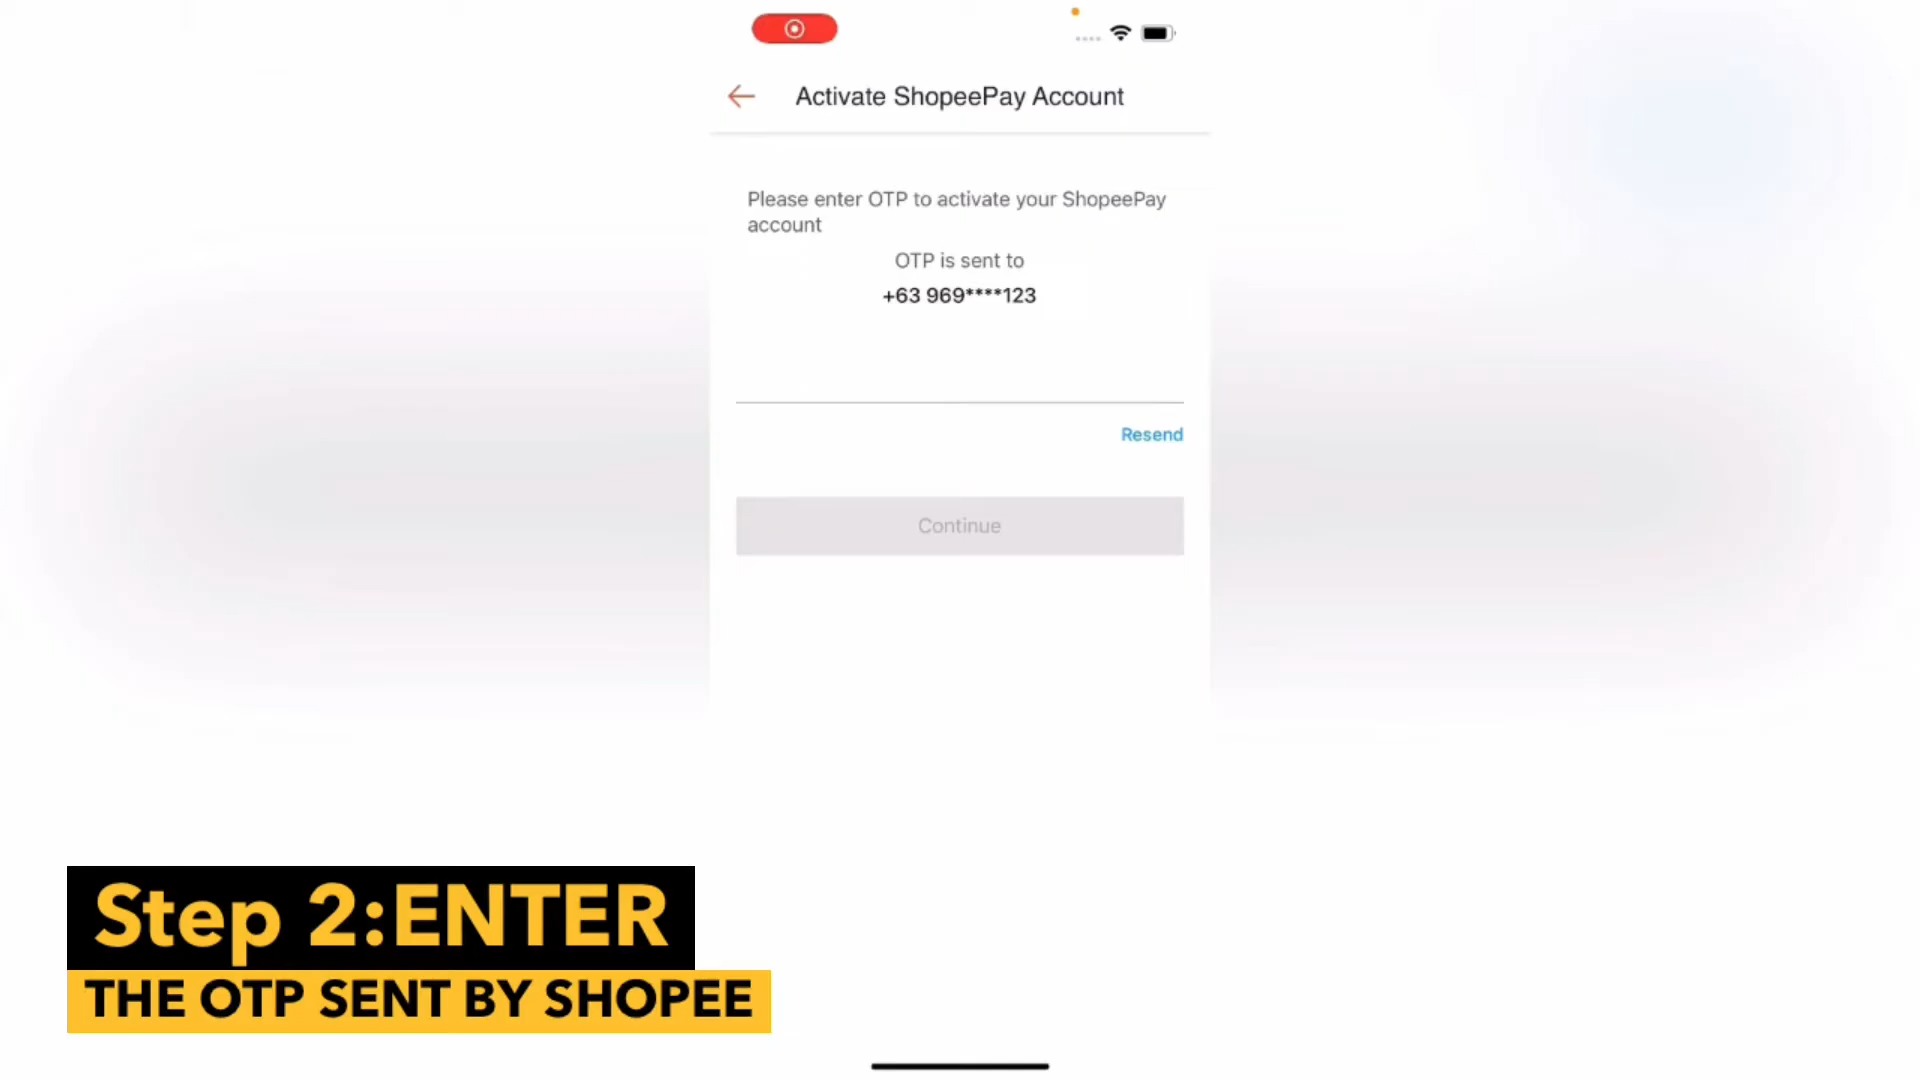 Activate ShopeePay Account
Please enter OTP to activate your ShopeePay
account
OTP is sent to
+63 969****123
Resend
Continue
Step 2:ENTER
THE OTP SENT BY SHOPEE